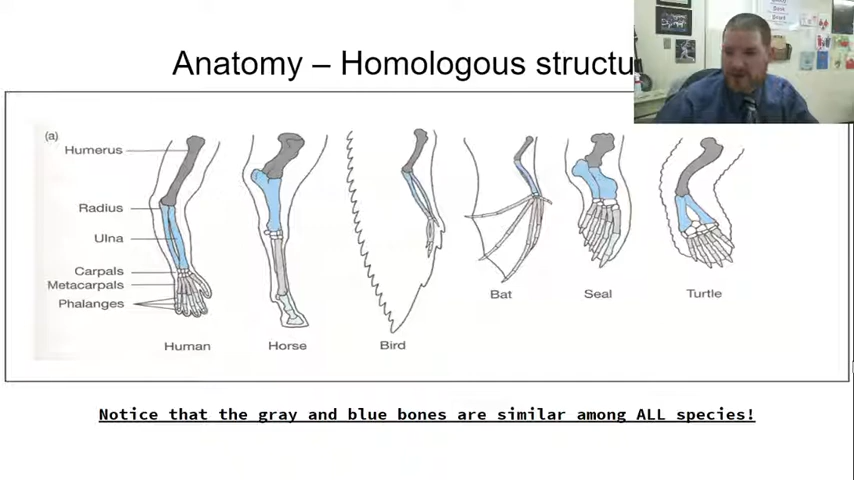 Anatomy – Homologous structu
(a)
Humerus
Radius
Ulna
Carpals
Metacarpals
Phalanges
Human
Horse
Bird
Bat
Seal
Turtle
Notice that the gray and blue bones are similar among ALL species!